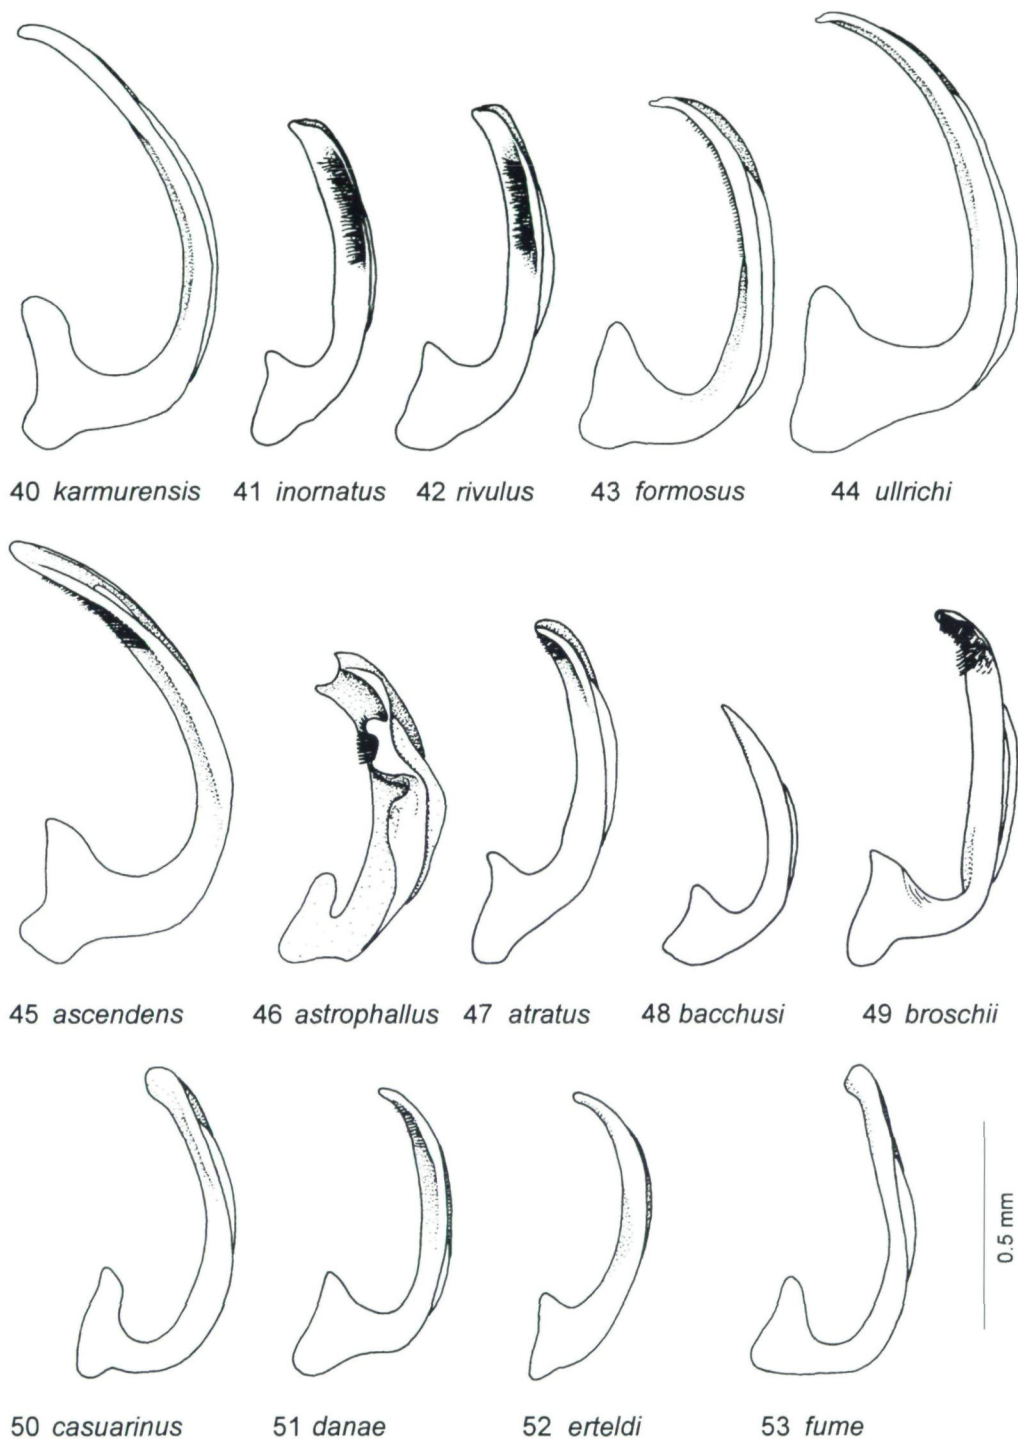 40 karmurensis 41 inornatus 42 rivulus 43 formosus 44 ullrichi
45 ascendens 46 astrophallus 47 atratus 48 bacchusi 49 broschii
0.5 mm
50 casuarinus 51 danae 52 erteldi 53 fume